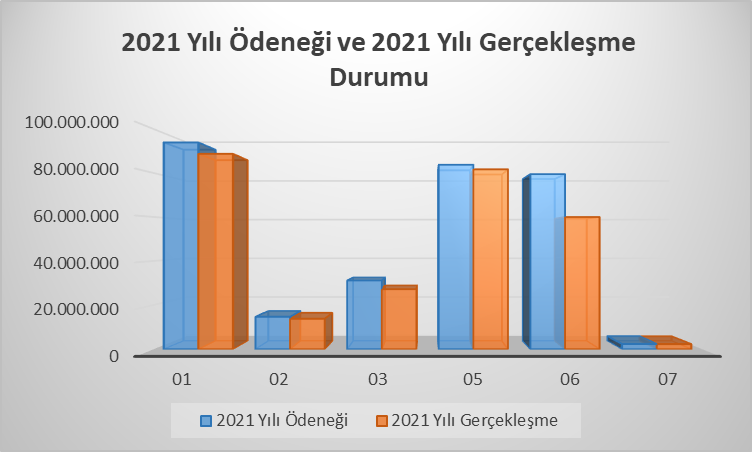 2021 Yılı Ödeneği ve 2021 Yılı Gerçekleşme
Durumu
100.000.000
80.000.000
60.000.000
40.000.000
20.000.000
0
01 02 03 05 06 07
2021 Yılı Ödeneği 2021 Yılı Gerçekleşme